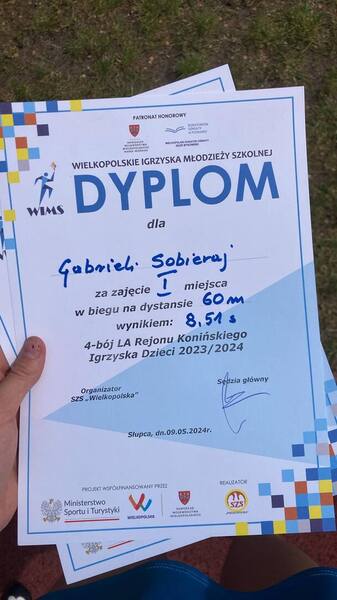 PATRONAT HONOROWY
WIELKOPOLSKIE IGRZYSKA MŁODZIEŻY SZKOLNEJ
WIMS
DYPLOM
dla
Gabrieli Sobieraj
za zajęcie I miejsca
w biegu na dystansie 60m
wynikiem: 8,51 s
4-bój LA Rejonu Konińskiego
Igrzyska Dzieci 2023/2024
Organizator
SZS „Wielkopolska”
Sędzia główny
Słupca, dn.09.05.2024r.
PROJEKT WSPÓŁFINANSOWANY PRZEZ
REALIZATOR
Ministerstwo
Sportu i Turystyki
WIELKOPOLSKIE
SZS